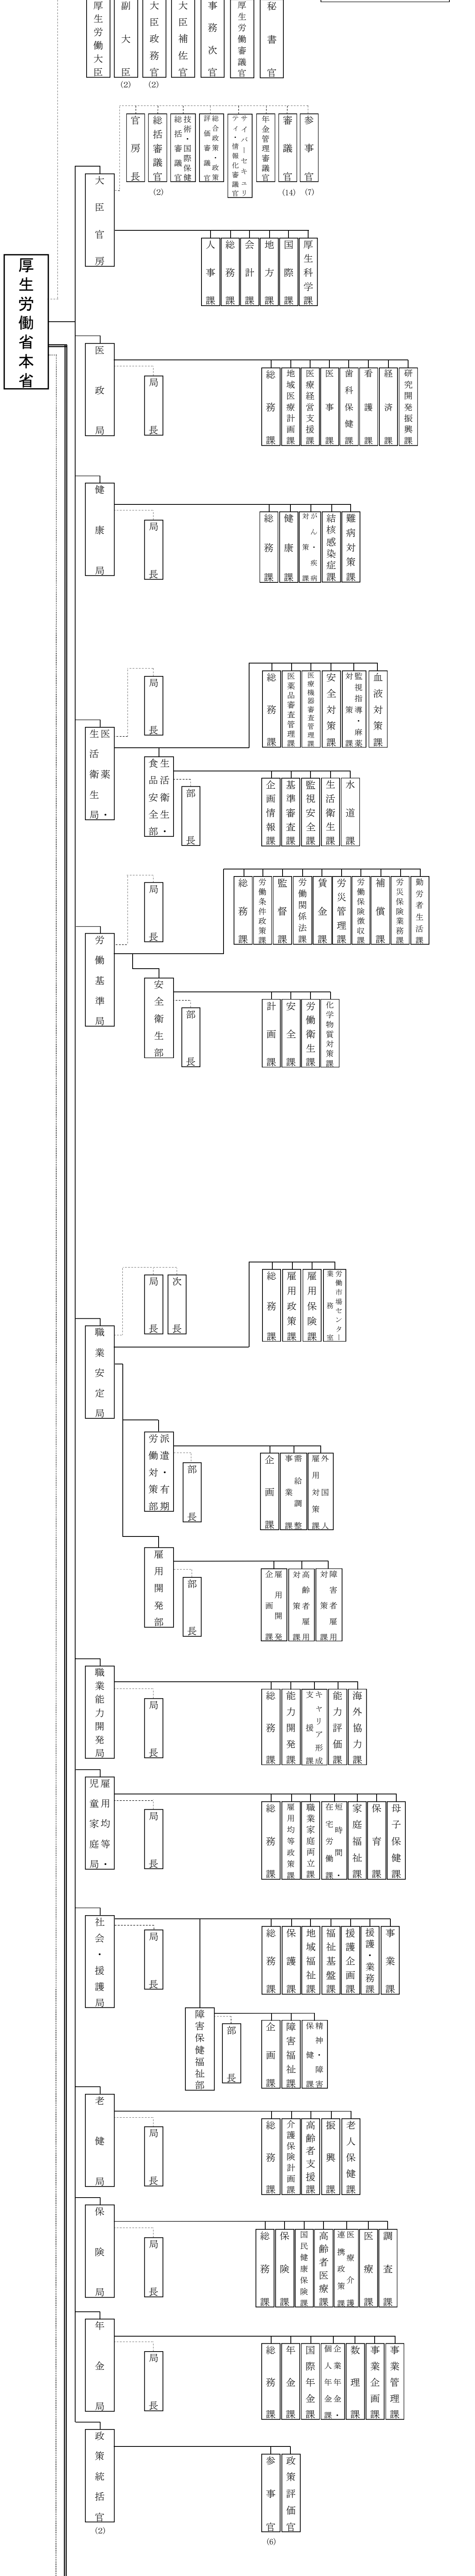 厚生労働大臣
副大臣
(2)
大臣政務官
(2)
大臣補佐官
事務次官
厚生労働審議官
秘書官
官房長
総括審議官
(2)
技術・国際保健総括審議官
総合政策・政策評価審議官
サイバーセキュリティ・情報化審議官
年金管理審議官
審議官
(14)
参事官
(7)
大臣官房
人事課
総務課
会計課
地方課
国際課
厚生科学課
厚生労働省本省
医政局
局長
総務課
地域医療計画課
医療経営支援課
医事課
歯科保健課
看護課
経済課
研究開発振興課
健康局
局長
総務課
健康課
がん・疾病対策課
結核感染症課
難病対策課
医薬・生活衛生局
局長
総務課
医薬品審査管理課
医療機器審査管理課
安全対策課
監視指導・麻薬対策課
血液対策課
生活衛生・食品安全部
部長
企画情報課
基準審査課
監視安全課
生活衛生課
水道課
労働基準局
局長
総務課
労働条件政策課
監督課
労働関係法課
賃金課
労災管理課
労働保険徴収課
補償課
労災保険業務課
勤労者生活課
安全衛生部
部長
計画課
安全課
労働衛生課
化学物質対策課
職業安定局
局長
次長
総務課
雇用政策課
雇用保険課
労働市場センター業務室
派遣・有期労働対策部
部長
企画課
需給調整事業課
外国人雇用対策課
雇用開発部
部長
雇用開発企画課
高齢者雇用対策課
障害者雇用対策課
職業能力開発局
局長
総務課
能力開発課
キャリア形成支援課
能力評価課
海外協力課
雇用均等・児童家庭局
局長
総務課
雇用均等政策課
職業家庭両立課
短時間・在宅労働課
家庭福祉課
保育課
母子保健課
社会・援護局
局長
総務課
保護課
地域福祉課
福祉基盤課
援護企画課
援護・業務課
事業課
障害保健福祉部
部長
企画課
障害福祉課
精神・障害保健課
老健局
局長
総務課
介護保険計画課
高齢者支援課
振興課
老人保健課
保険局
局長
総務課
保険課
国民健康保険課
高齢者医療課
医療介護連携政策課
医療課
調査課
年金局
局長
総務課
年金課
国際年金課
企業年金・個人年金課
数理課
事業企画課
事業管理課
政策統括官
(2)
参事官
(6)
政策評価官